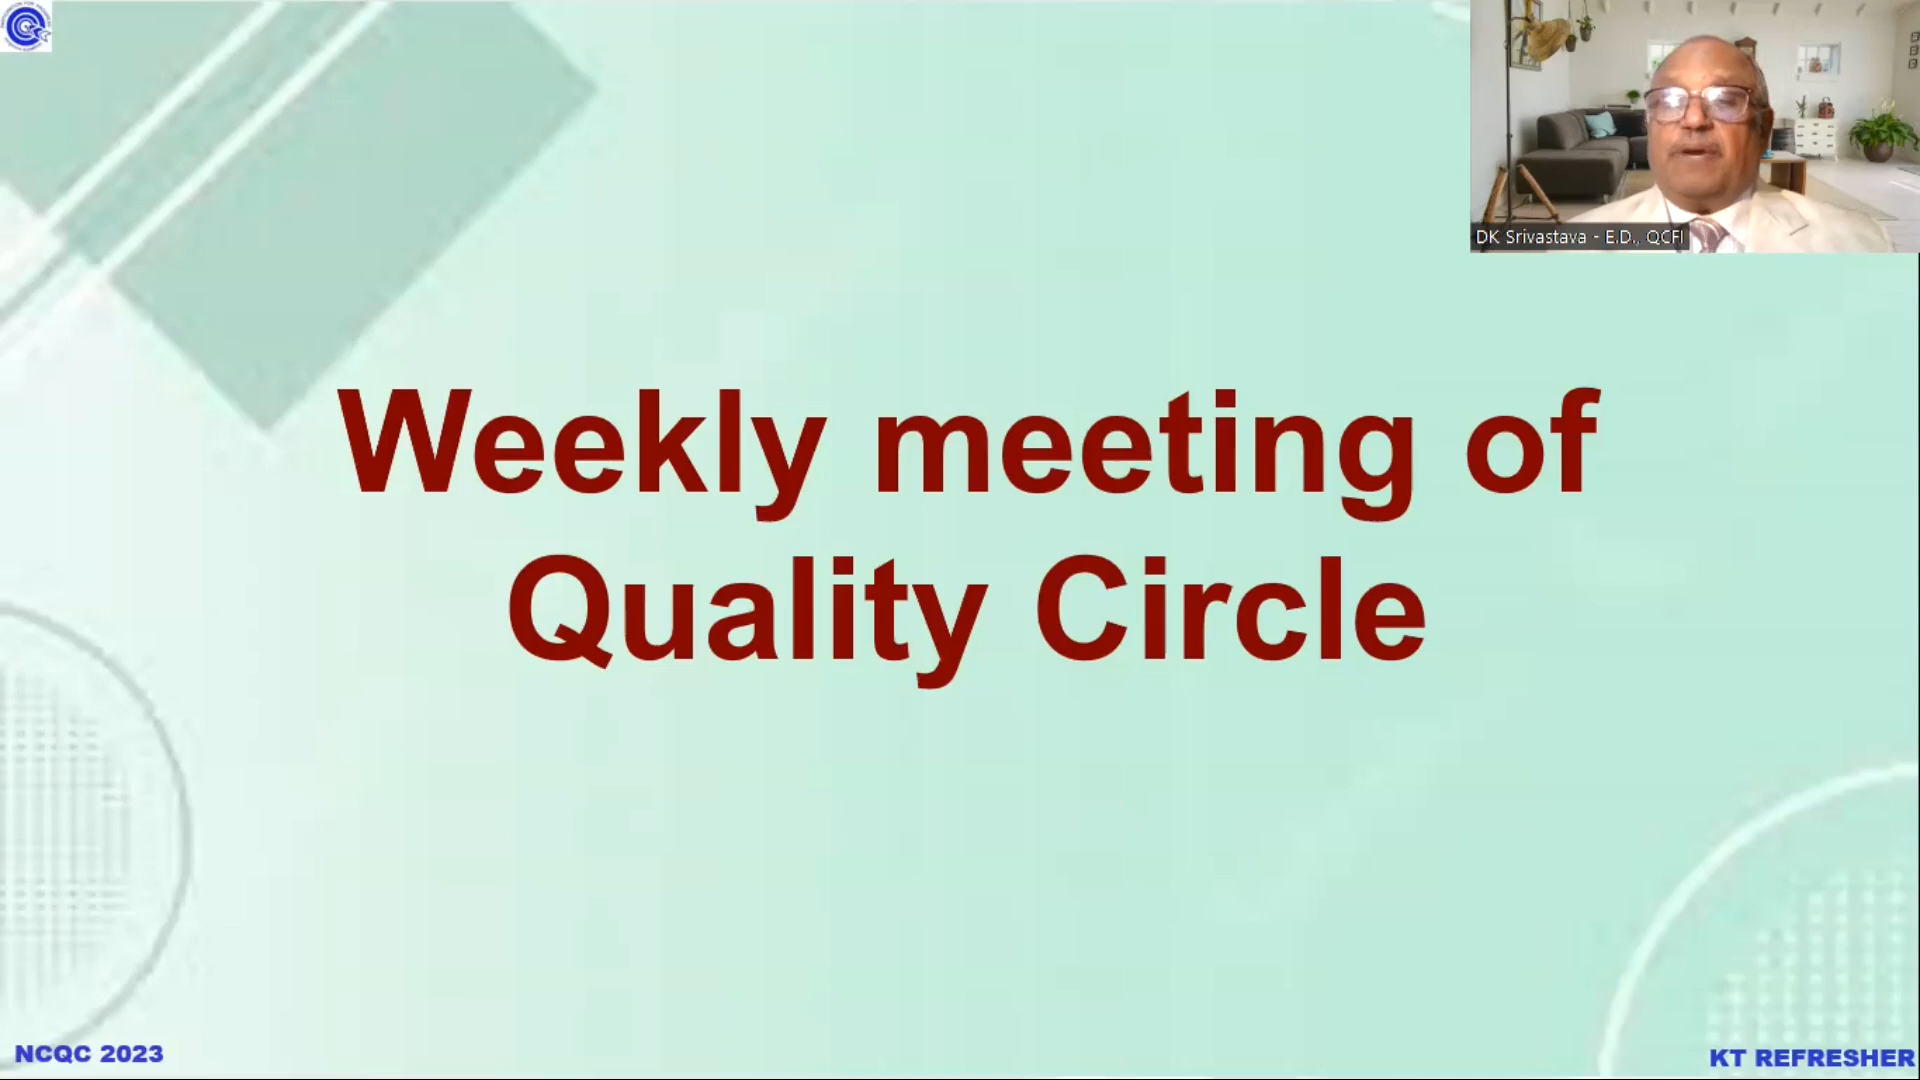 DK Srivastava - E.D., QCFI
Weekly meeting of
Quality Circle
NCQC 2023
KT REFRESHER